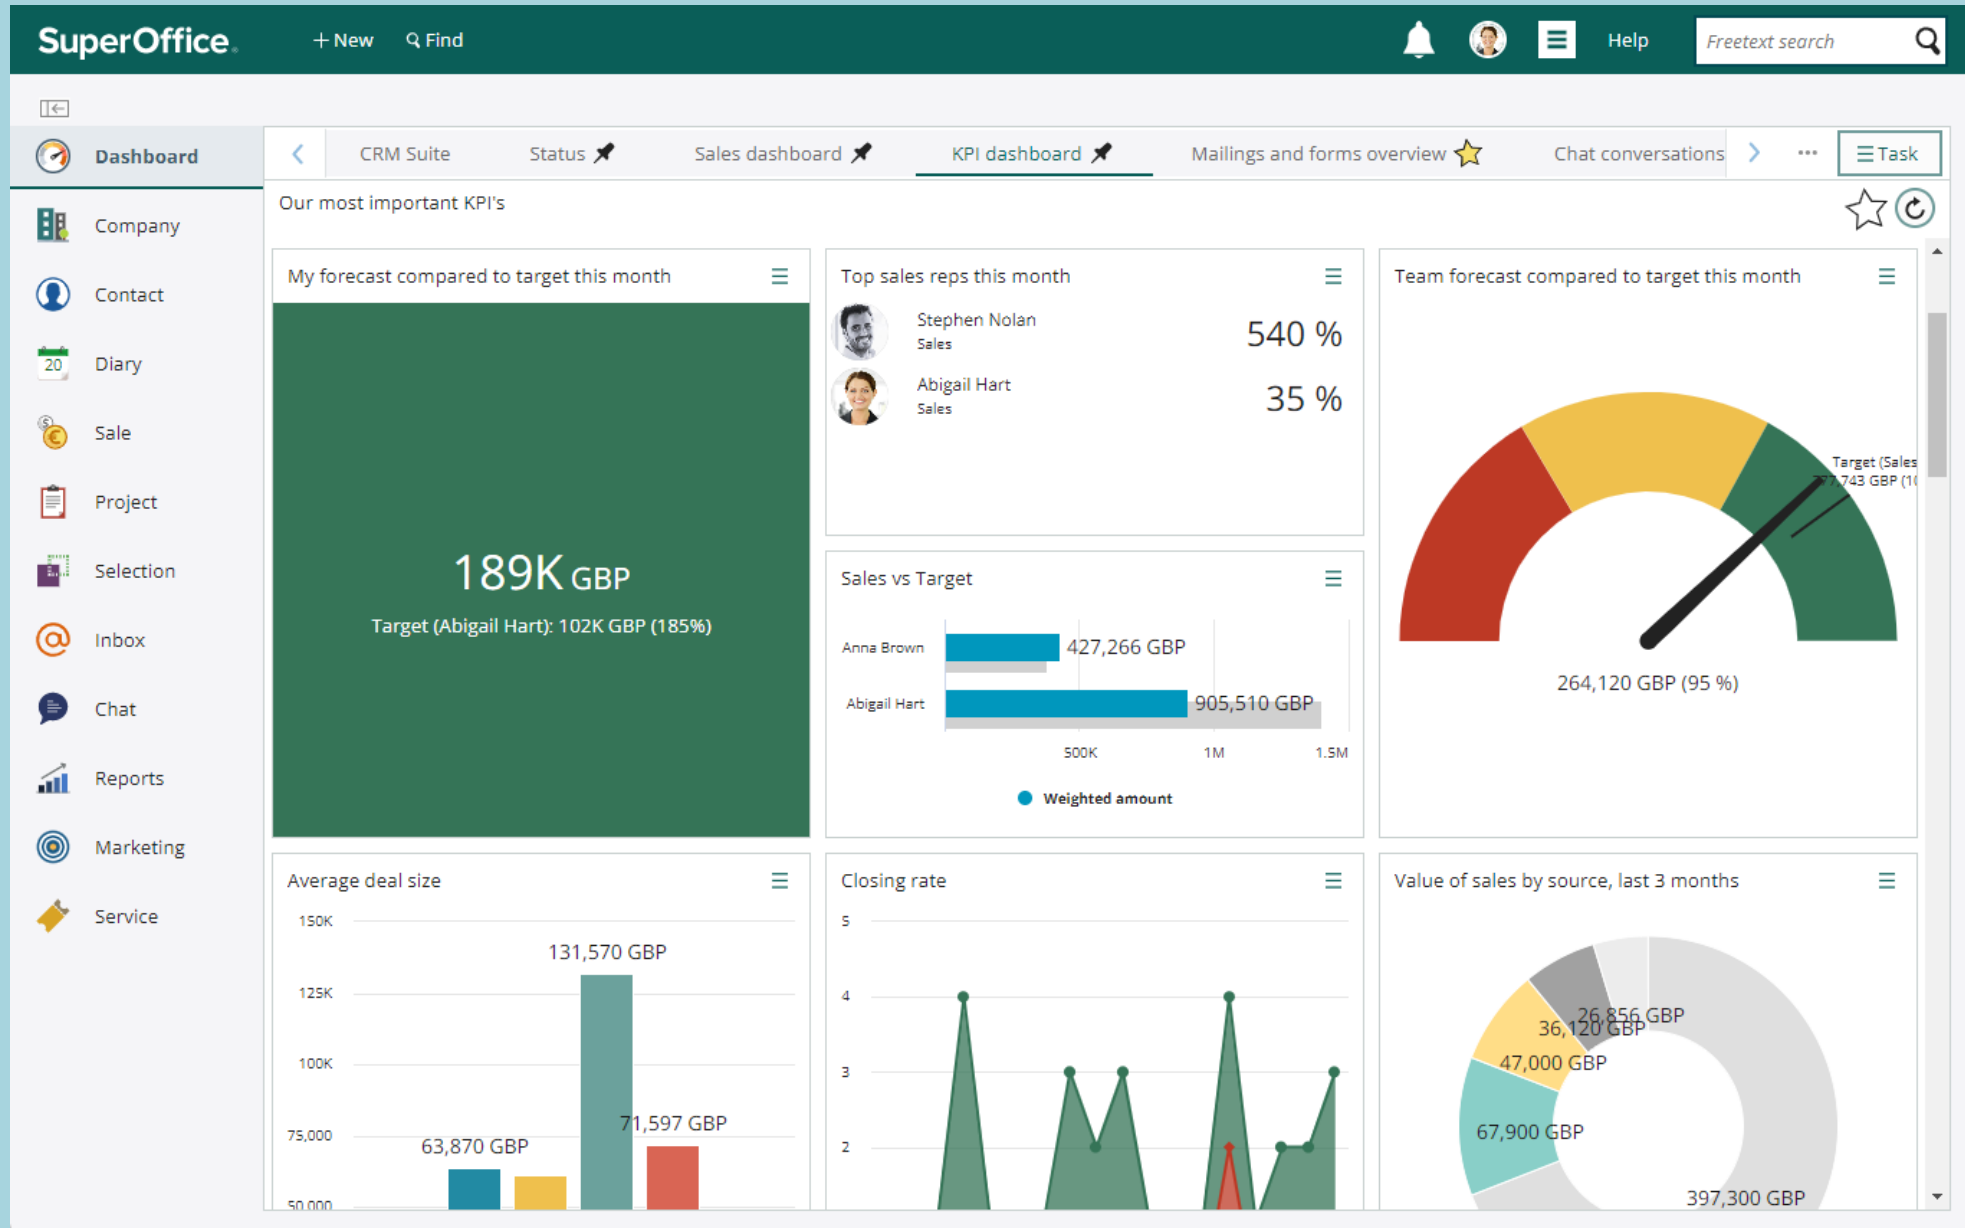 SuperOffice.
+ New
Find
Help
Freetext search
Dashboard
Company
Contact
20
Diary
Sale
Project
Selection
Inbox
Chat
Reports
Marketing
Service
CRM Suite
Status
Sales dashboard
KPI dashboard
Mailings and forms overview
Chat conversations
Task
Our most important KPI's
My forecast compared to target this month
189K GBP
Target (Abigail Hart): 102K GBP (185%)
Top sales reps this month
Stephen Nolan
Sales
540 %
Abigail Hart
Sales
35 %
Sales vs Target
Anna Brown
427,266 GBP
Abigail Hart
905,510 GBP
500K
1M
1.5M
Weighted amount
Team forecast compared to target this month
Target (Sales
GBP
264,120 GBP (95 %)
Average deal size
150K
125K
100K
75,000
50,000
131,570 GBP
71,597 GBP
63,870 GBP
Closing rate
5
4
3
2
Value of sales by source, last 3 months
26,856 GBP
36,120 GBP
47,000 GBP
67,900 GBP
397,300 GBP